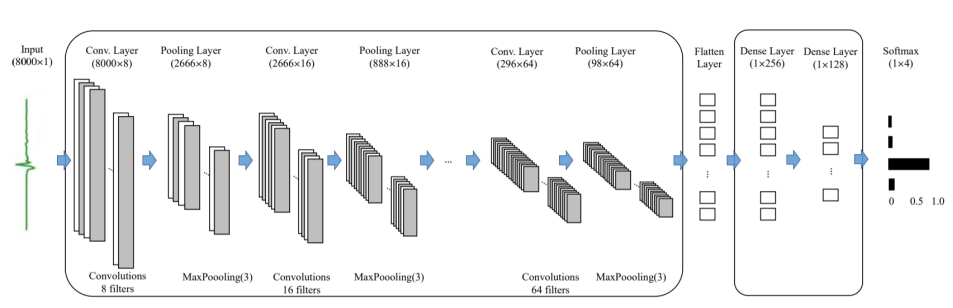 Input
(8000×1)
Conv. Layer
(8000×8)
Pooling Layer
(2666×8)
Conv. Layer
(2666×16)
Pooling Layer
(888×16)
Conv. Layer
(296×64)
Pooling Layer
(98×64)
Flatten
Layer
Dense Layer
(1×256)
Dense Layer
(1×128)
Softmax
(1×4)
...
0 0.5 1.0
Convolutions
8 filters
MaxPoooling(3)
Convolutions
16 filters
MaxPoooling(3)
Convolutions
64 filters
MaxPoooling(3)